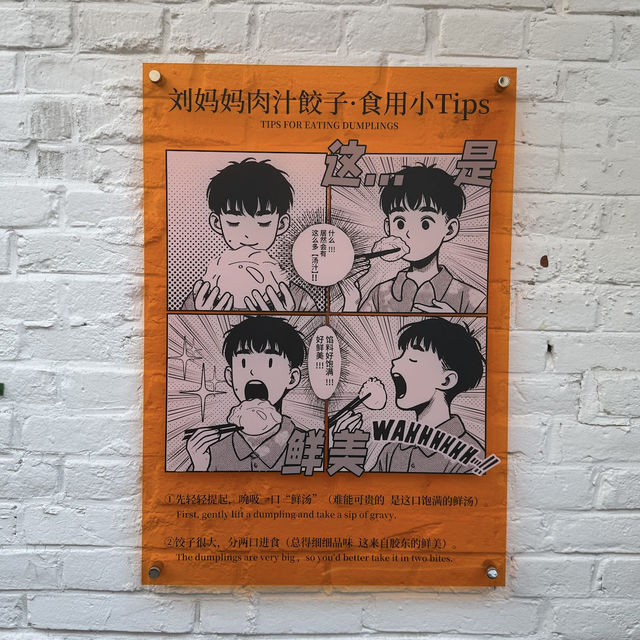 刘妈妈肉汁餃子·食用小Tips
TIPS FOR EATING DUMPLINGS
这... 是
什么!!!
居然会有
这么多【汤汁】!!
馅料好饱满!!!
好鲜美!!!
鲜美
WAHHHHHH...!!
①先轻轻提起，吮吸一口“鲜汤”（难能可贵的 是这口饱满的鲜汤）。
First, gently lift a dumpling and take a sip of gravy.
②饺子很大，分两口进食（总得细细品味 这来自胶东的鲜美）。
The dumplings are very big, so you'd better take it in two bites.